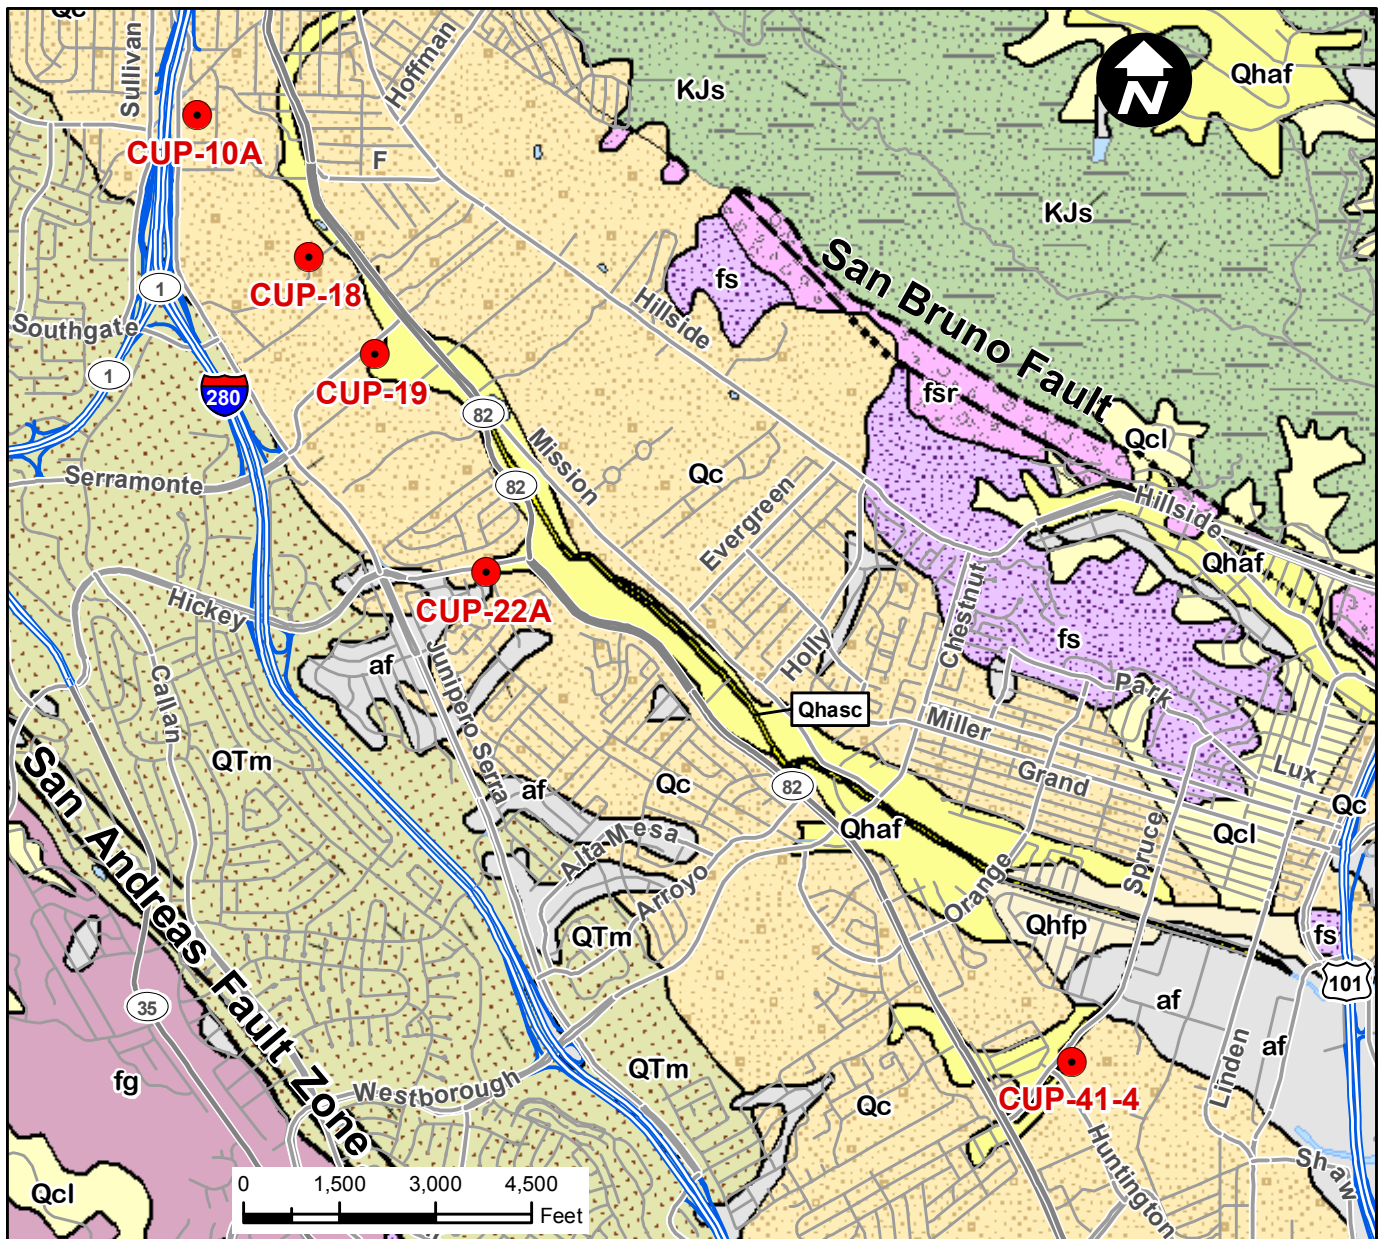 Qc
Sullivan
Hoffman
KJs
Qhaf
N
CUP-10A
F
KJs
San Bruno Fault
fs
CUP-18
1
Southgate
Hillside
CUP-19
1
280
fsr
82
Qcl
Mission
Serramonte
82
Qc
Hillside
Evergreen
Qhaf
Hickey
CUP-22A
Chestnut
fs
af
Holly
Junipero Serra
Callan
Park
Qhasc
Miller
San Andreas Fault Zone
QTm
Grand
Lux
af
Qc
82
Qc
Alta Mesa
Qhaf
Qcl
Arroyo
Spruce
Orange
QTm
Qhfp
fs
101
35
af
Linden
af
fg
QTm
Westborough
Qc
CUP-41-4
Huntington
Shaw
Qcl
0 1,500 3,000 4,500
Feet